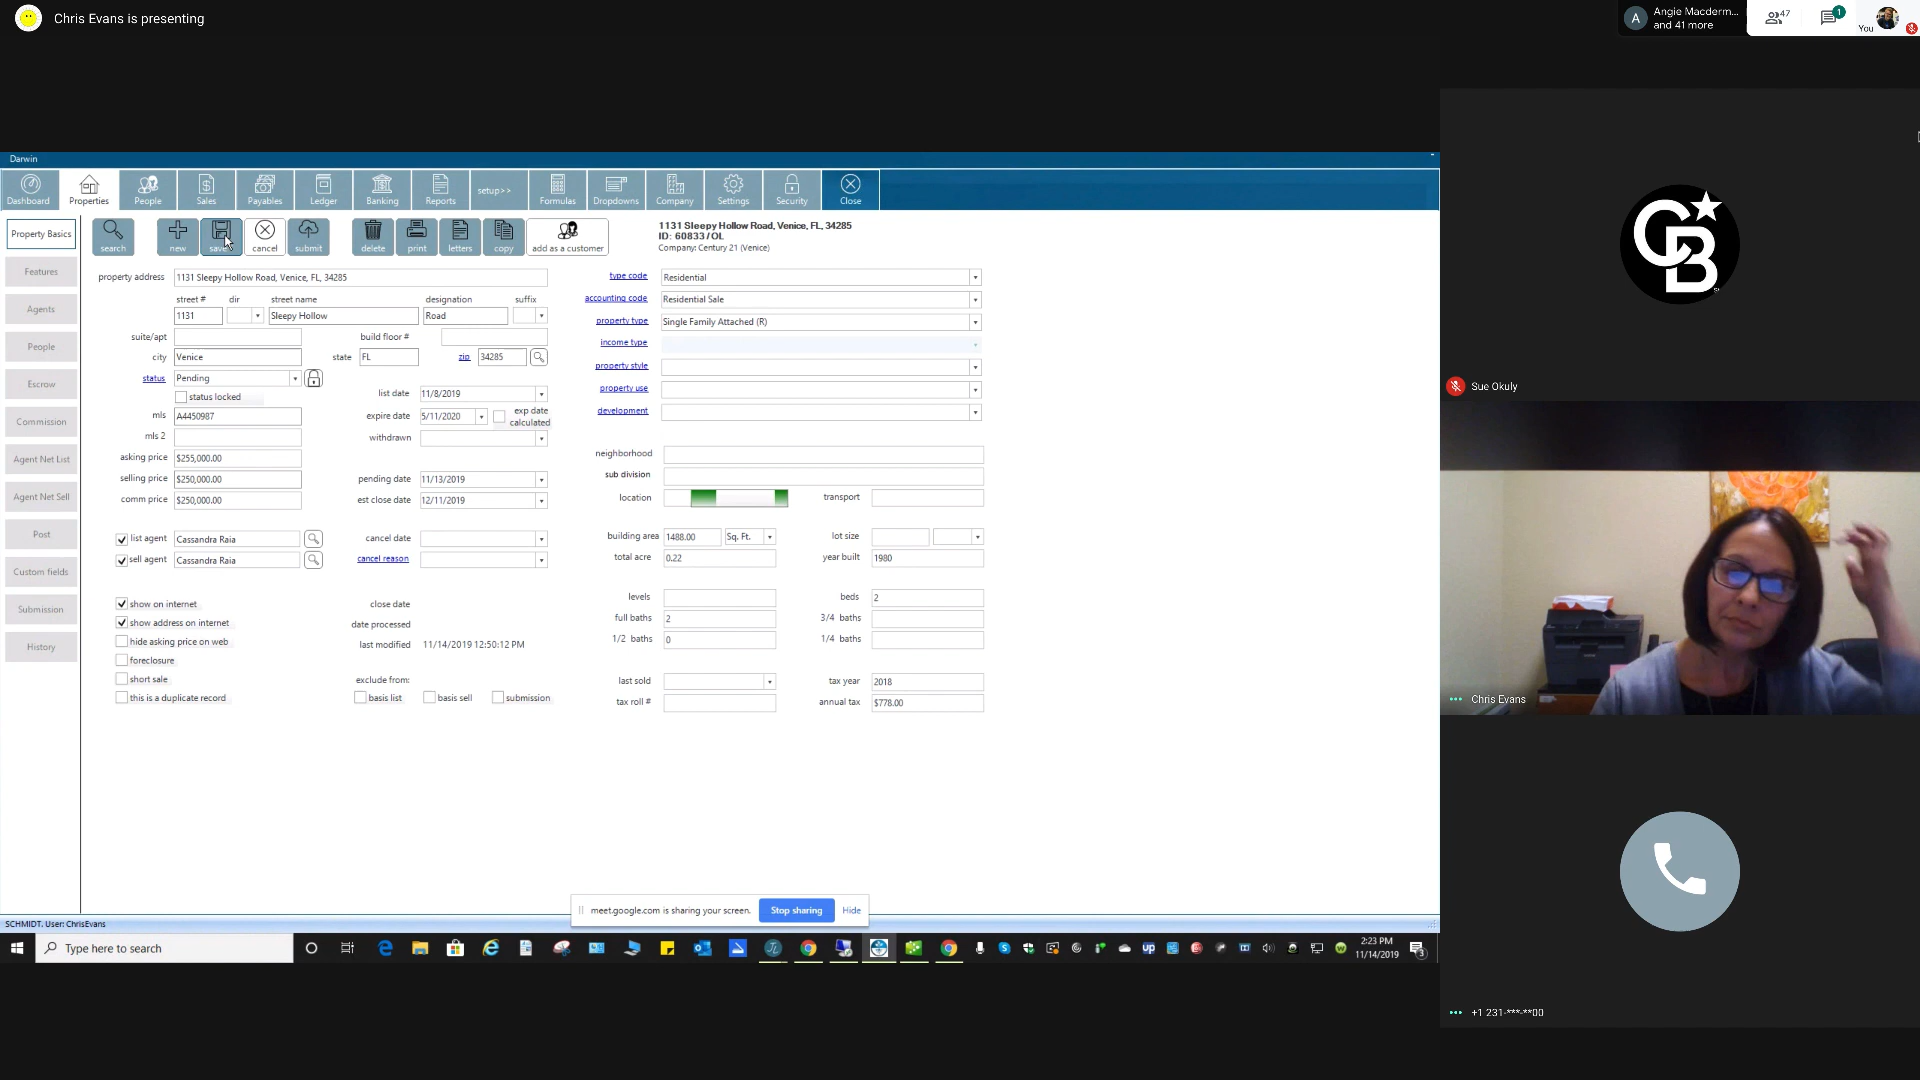 Chris Evans is presenting
A
Angie Macderm...
and 41 more
47
1
You
Darwin
Dashboard
Properties
People
Sales
Payables
Ledger
Banking
Reports
setup>>
Formulas
Dropdowns
Company
Settings
Security
Close
Property Basics
Features
Agents
People
Escrow
Commission
Agent Net List
Agent Net Sell
Post
Custom fields
Submission
History
search
new
save
cancel
submit
delete
print
letters
copy
add as a customer
1131 Sleepy Hollow Road, Venice, FL, 34285
ID: 60833 / OL
Company: Century 21 (Venice)
property address 1131 Sleepy Hollow Road, Venice, FL, 34285
street # dir street name designation suffix
1131 Sleepy Hollow Road
suite/apt build floor #
city Venice state FL zip 34285
status Pending
status locked
list date 11/8/2019
mls A4450987
expire date 5/11/2020
exp date
calculated
mls 2
withdrawn
asking price $255,000.00
selling price $250,000.00
pending date 11/13/2019
comm price $250,000.00
est close date 12/11/2019
list agent Cassandra Raia
cancel date
sell agent Cassandra Raia
cancel reason
show on internet
show address on internet
hide asking price on web
foreclosure
short sale
this is a duplicate record
close date
date processed
last modified 11/14/2019 12:50:12 PM
exclude from:
basis list basis sell submission
type code Residential
accounting code Residential Sale
property type Single Family Attached (R)
income type
property style
property use
development
neighborhood
sub division
location transport
building area 1488.00 Sq. Ft. lot size
total acre 0.22 year built 1980
levels beds 2
full baths 2 3/4 baths
1/2 baths 0 1/4 baths
last sold tax year 2018
tax roll # annual tax $778.00
meet.google.com is sharing your screen. Stop sharing Hide
SCHMIDT. User: ChrisEvans
Type here to search
up
2:23 PM
11/14/2019
3
CB
Sue Okuly
Chris Evans
+1 231-***-**00